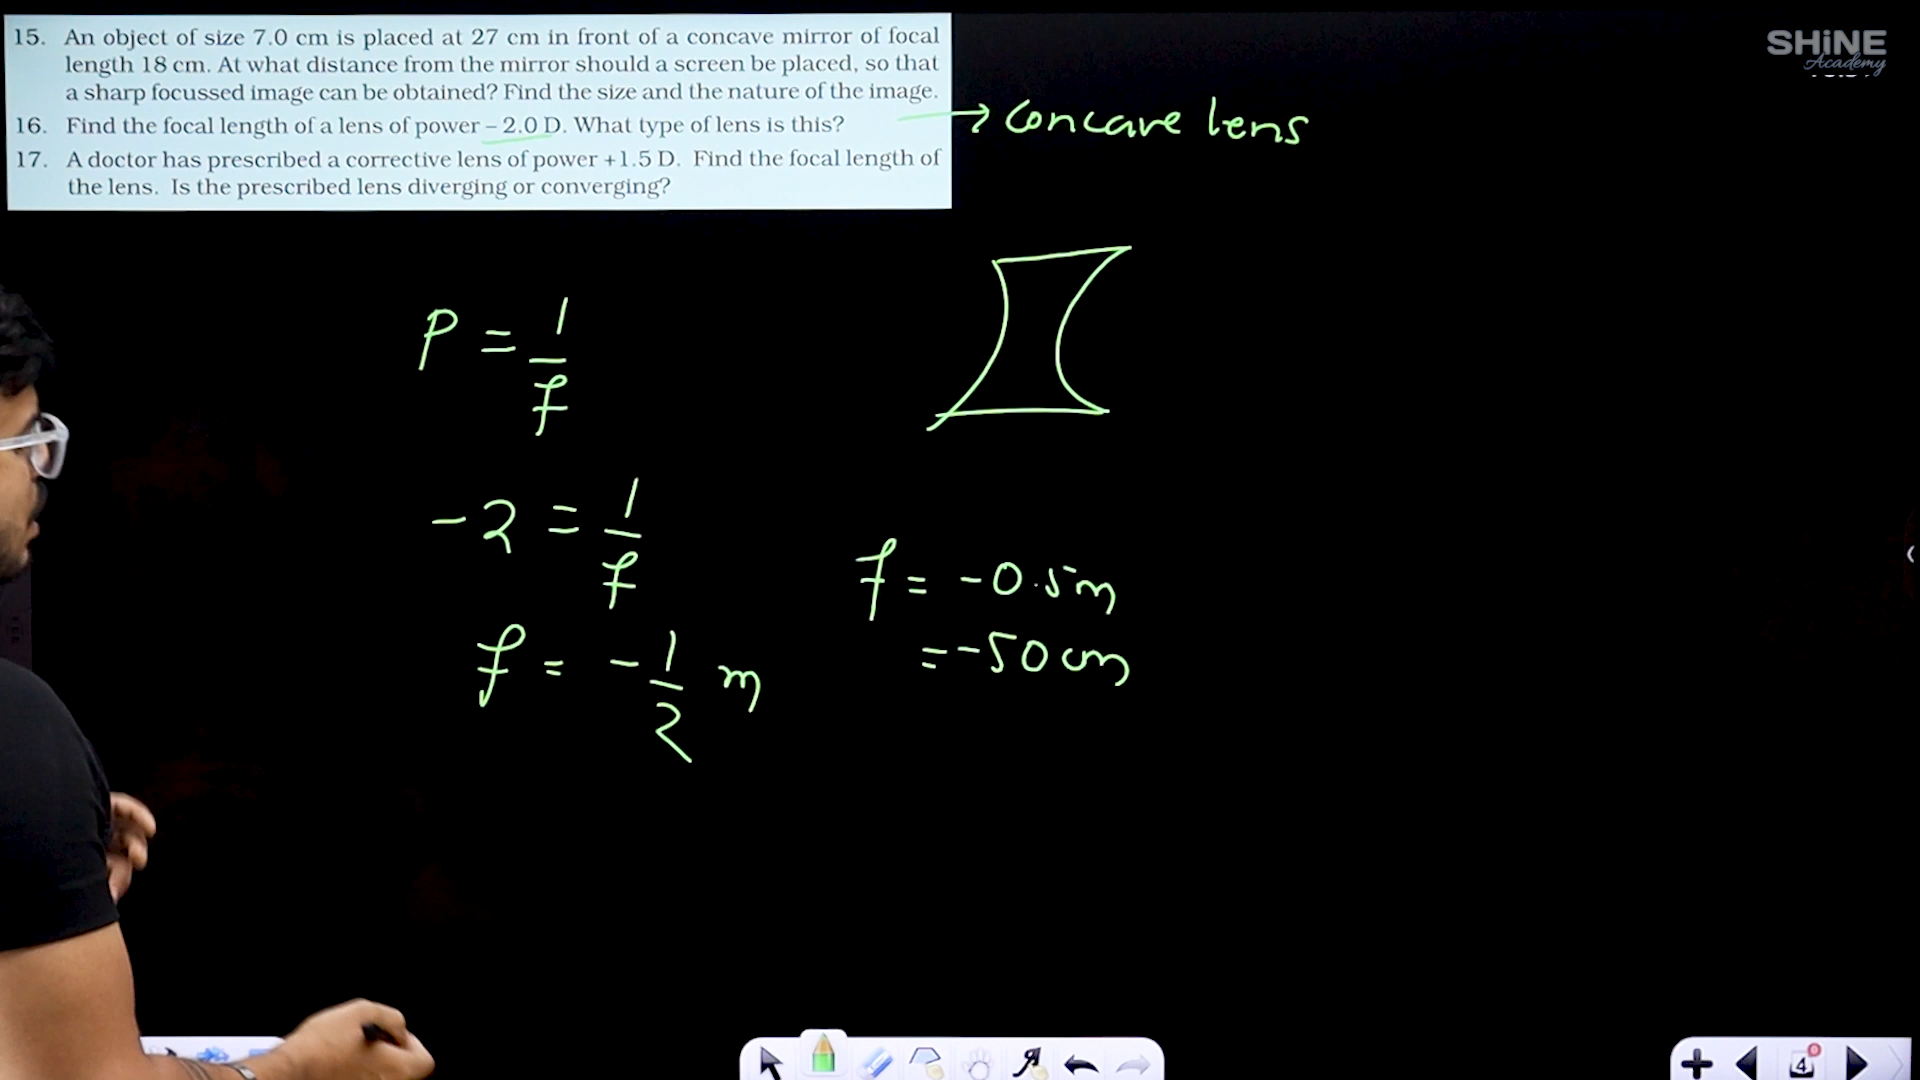 15. An object of size 7.0 cm is placed at 27 cm in front of a concave mirror of focal
length 18 cm. At what distance from the mirror should a screen be placed, so that
a sharp focussed image can be obtained? Find the size and the nature of the image.
16. Find the focal length of a lens of power – 2.0 D. What type of lens is this?
17. A doctor has prescribed a corrective lens of power +1.5 D. Find the focal length of
the lens. Is the prescribed lens diverging or converging?
SHiNE
Academy
→ Concave lens
P = 1/f
-2 = 1/f
f = -1/2 m
f = -0.5m
= -50 cm
4
0